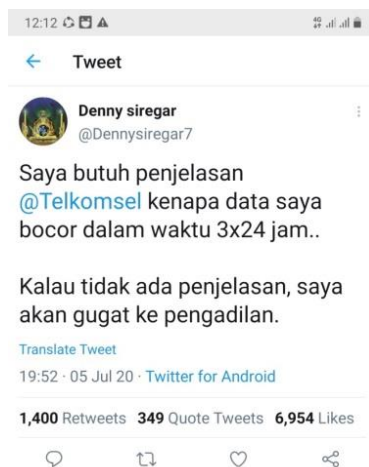 12:12
4G
Tweet
Denny siregar
@Dennysiregar7
Saya butuh penjelasan
@Telkomsel kenapa data saya
bocor dalam waktu 3x24 jam..
Kalau tidak ada penjelasan, saya
akan gugat ke pengadilan.
Translate Tweet
19:52 · 05 Jul 20 · Twitter for Android
1,400 Retweets 349 Quote Tweets 6,954 Likes